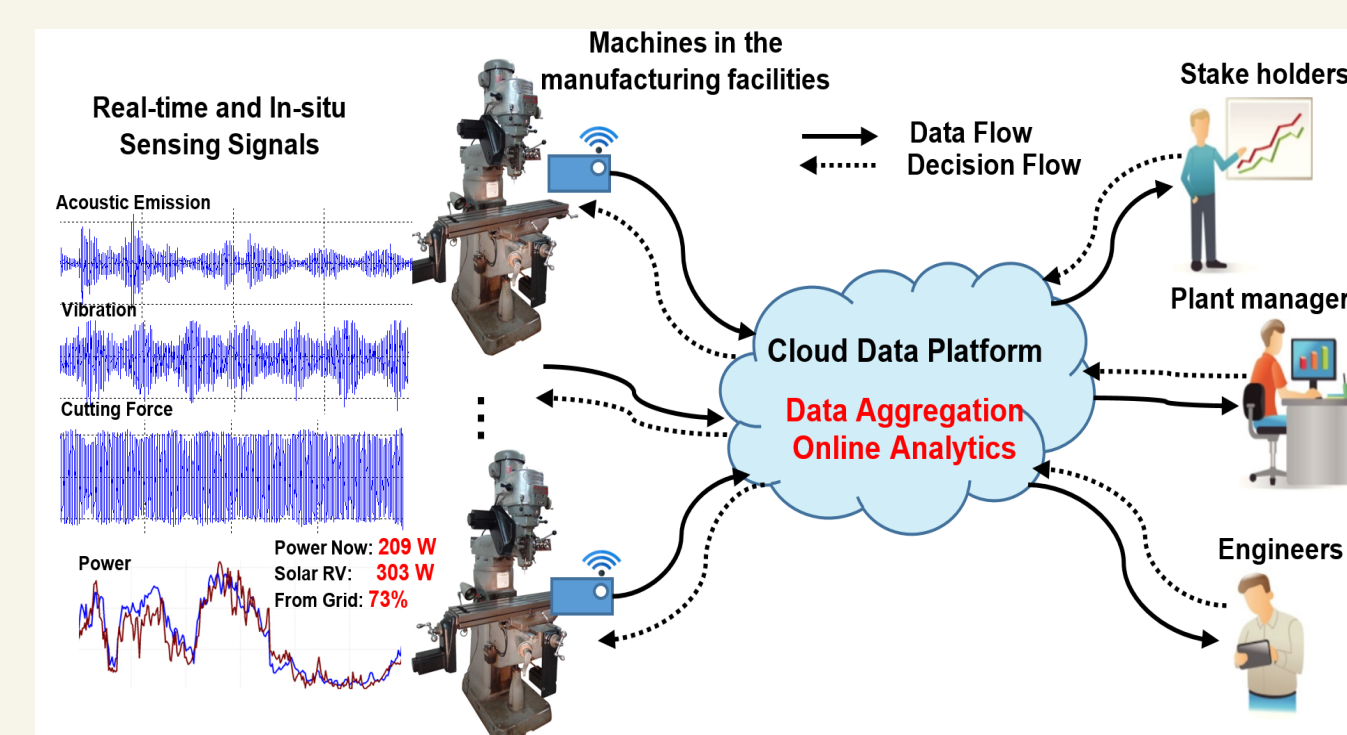 Machines in the
manufacturing facilities
Real-time and In-situ
Sensing Signals
Acoustic Emission
Vibration
Cutting Force
Power
Power Now: 209 W
Solar RV: 303 W
From Grid: 73%
Data Flow
Decision Flow
Cloud Data Platform
Data Aggregation
Online Analytics
Stake holders
Plant manager
Engineers